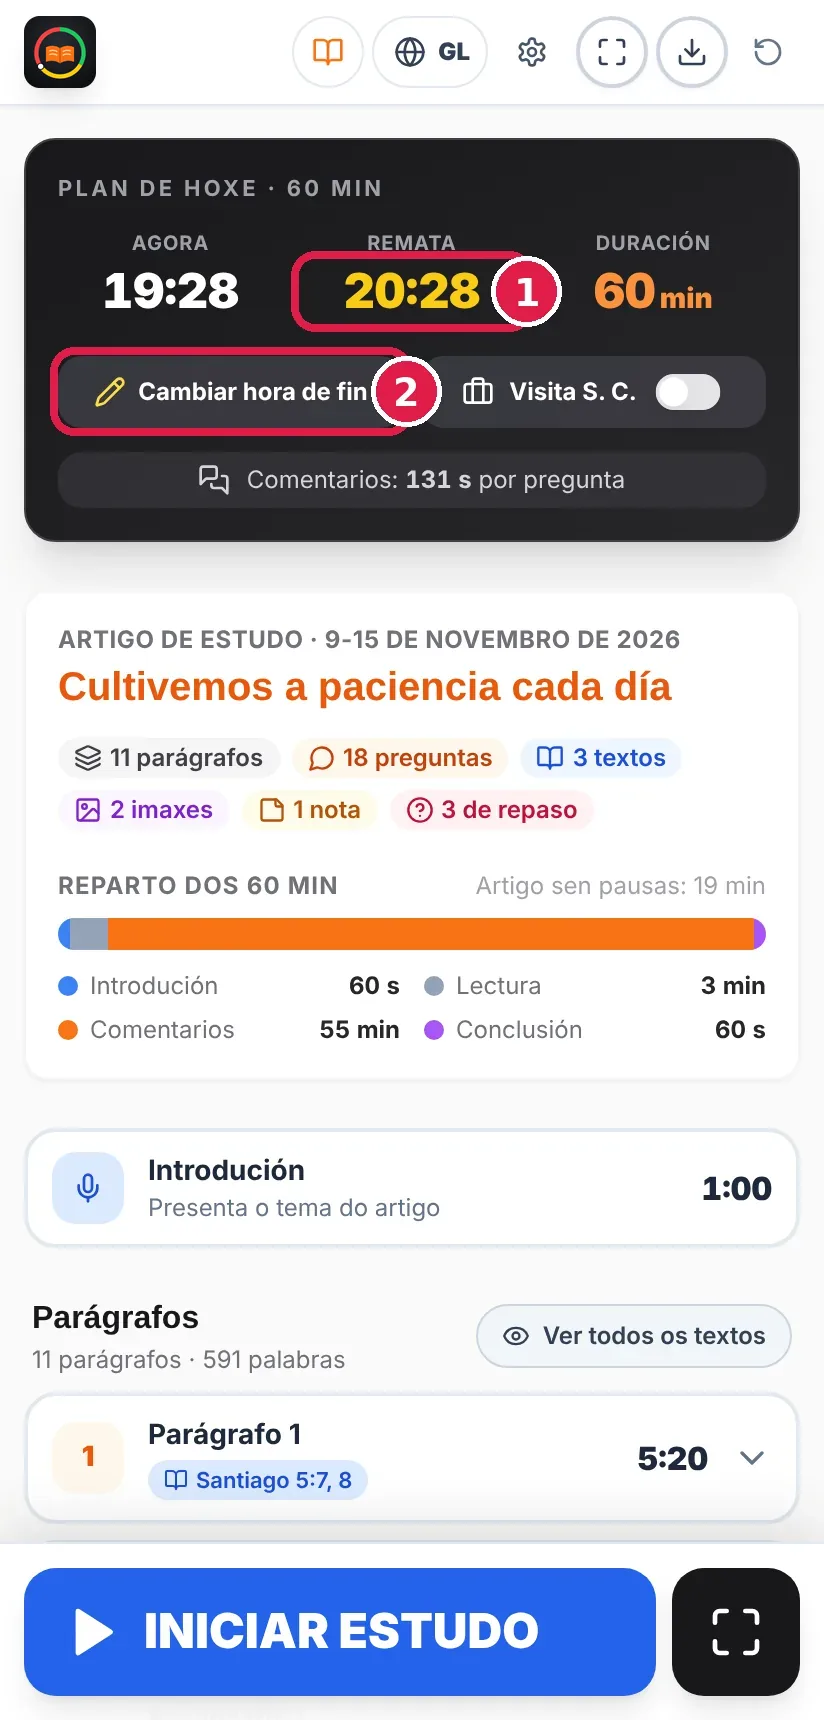 GL
PLAN DE HOXE · 60 MIN
AGORA
REMATA
DURACIÓN
19:28
20:28
1
60 min
Cambiar hora de fin
2
Visita S. C.
Comentarios: 131 s por pregunta
ARTIGO DE ESTUDO · 9-15 DE NOVEMBRO DE 2026
Cultivemos a paciencia cada día
11 parágrafos
18 preguntas
3 textos
2 imaxes
1 nota
3 de repaso
REPARTO DOS 60 MIN
Artigo sen pausas: 19 min
Introdución 60 s
Lectura 3 min
Comentarios 55 min
Conclusión 60 s
Introdución
Presenta o tema do artigo
1:00
Parágrafos
11 parágrafos · 591 palabras
Ver todos os textos
1
Parágrafo 1
Santiago 5:7, 8
5:20
INICIAR ESTUDO